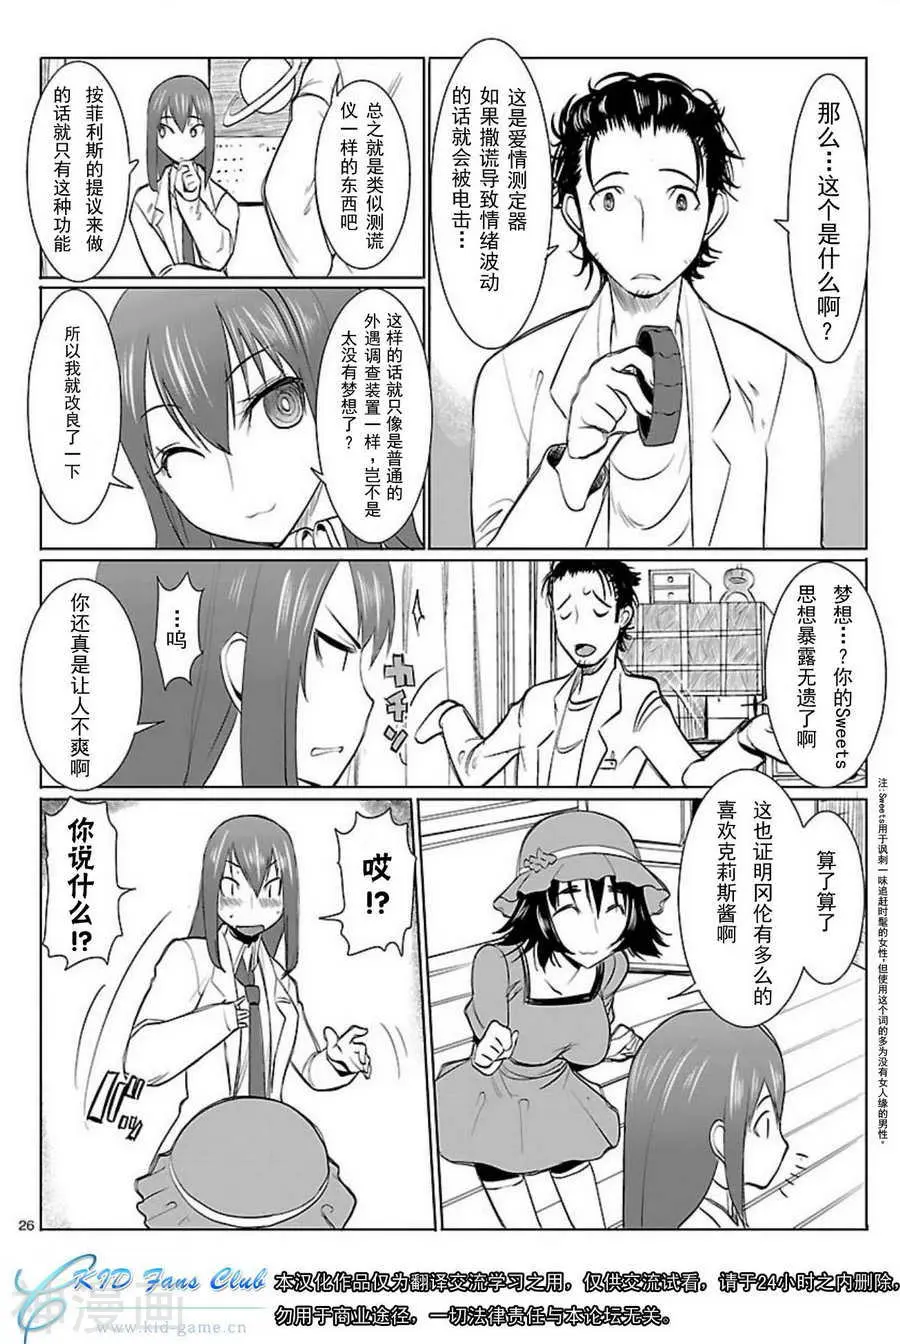 那么…这个是什么啊?
这是爱情测定器
如果撒谎导致情绪波动
的话就会被电击…
总之就是类似测谎
仪一样的东西吧
按菲利斯的提议来做
的话就只有这种功能
这样的话就只像是普通的
外遇调查装置一样,岂不是
太没有梦想了?
所以我就改良了一下
梦想…?你的Sweets
思想暴露无遗了啊
…呜
你还真是让人不爽啊
カチン
算了算了
这也证明冈伦有多么的
喜欢克莉斯酱啊
哎!?
你说什么!?
注:Sweets用于讽刺一味追赶时髦的女性,但使用这个词的多为没有女人缘的男性。
26
KID Fans Club
www.kid-game.cn
布漫画
本汉化作品仅为翻译交流学习之用,仅供交流试看,请于24小时之内删除,
勿用于商业途径,一切法律责任与本论坛无关。